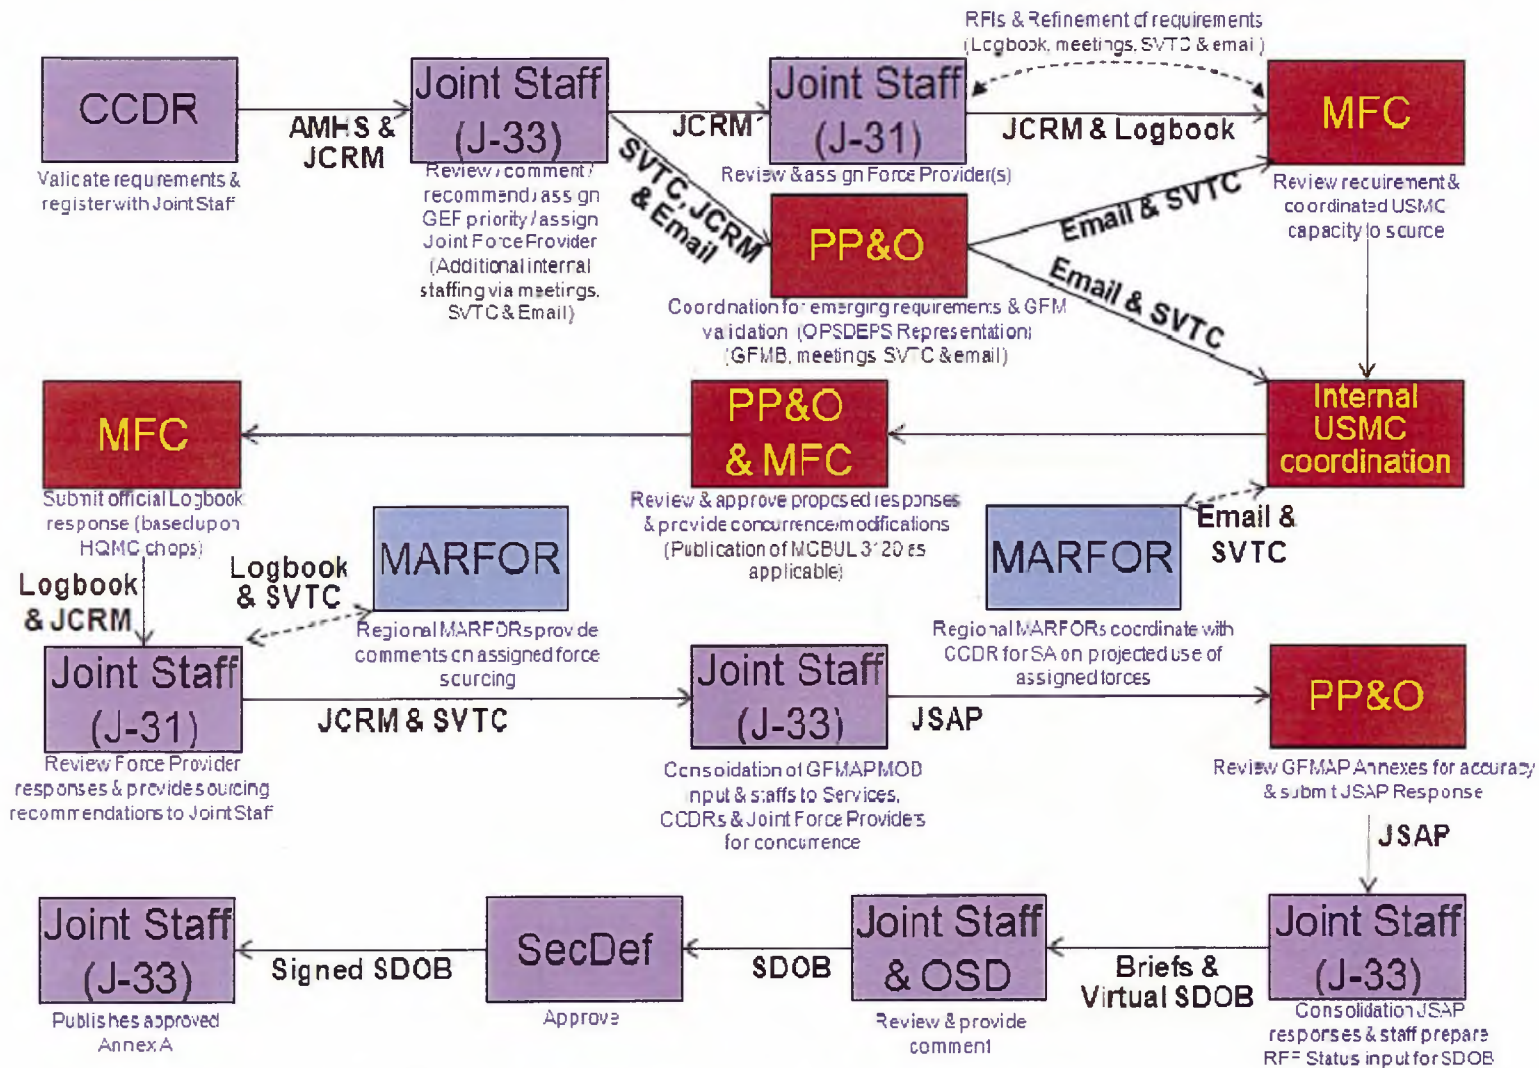 RFIs & Refinement of requirements
(Logbook, meetings, SVTC & email)
CCDR
Validate requirements &
register with Joint Staff
AMHS &
JCRM
Joint Staff
(J-33)
Review / comment /
recommend / assign
GEF priority / assign
Joint Force Provider
(Additional internal
staffing via meetings,
SVTC & Email)
JCRM
SVTC, JCRM
& Email
Joint Staff
(J-31)
Review & assign Force Provider(s)
JCRM & Logbook
MFC
Review requirement &
coordinated USMC
capacity to source
PP&O
Coordination for emerging requirements & GFM
validation (OPSDEPS Representation)
(GFMB, meetings SVTC & email)
Email & SVTC
Email & SVTC
Internal
USMC
coordination
PP&O
& MFC
Review & approve proposed responses
& provide concurrence/modifications
(Publication of MCBUL 3120 as
applicable)
MFC
Submit official Logbook
response (based upon
HQMC chops)
Logbook
& JCRM
Logbook
& SVTC
MARFOR
Regional MARFORs provide
comments on assigned force
sourcing
MARFOR
Regional MARFORs coordinate with
CCDR for SA on projected use of
assigned forces
Email &
SVTC
Joint Staff
(J-31)
Review Force Provider
responses & provide sourcing
recommendations to Joint Staff
JCRM & SVTC
Joint Staff
(J-33)
Consolidation of GFMAPMOD
input & staffs to Services,
CCDRs & Joint Force Providers
for concurrence
JSAP
PP&O
Review GFMAP Annexes for accuracy
& submit JSAP Response
JSAP
Joint Staff
(J-33)
Publishes approved
Annex A
Signed SDOB
SecDef
Approve
SDOB
Joint Staff
& OSD
Review & provide
comment
Briefs &
Virtual SDOB
Joint Staff
(J-33)
Consolidation JSAP
responses & staff prepare
RFF Status input for SDOB